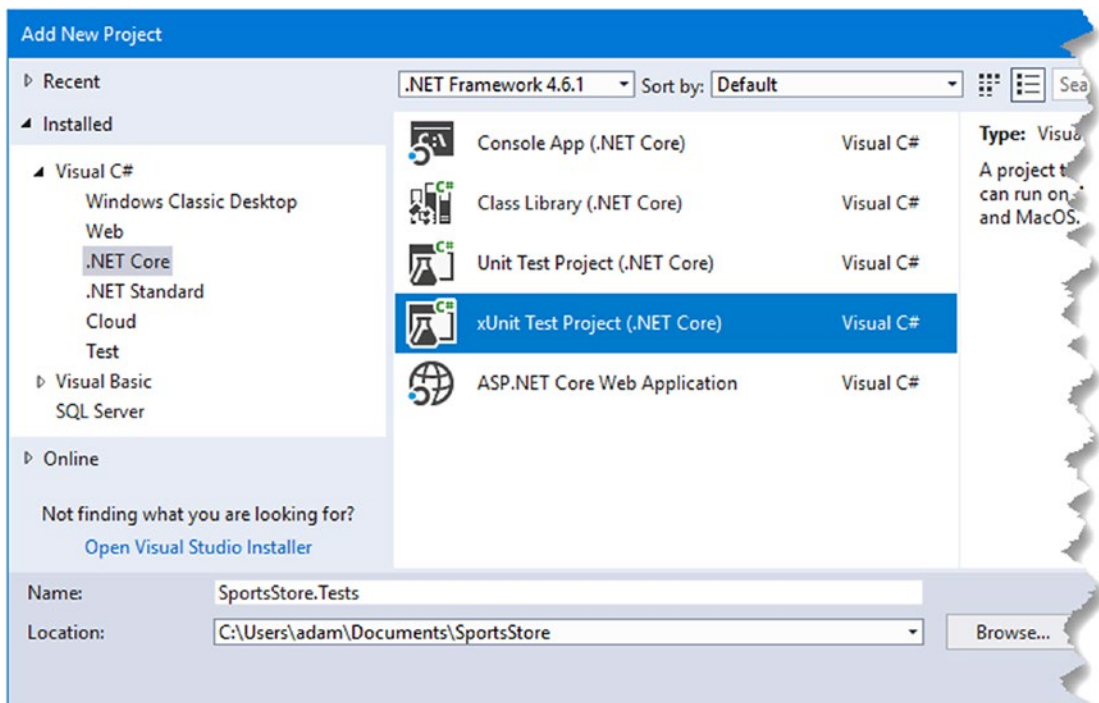 Add New Project
Recent
Installed
Visual C#
Windows Classic Desktop
Web
.NET Core
.NET Standard
Cloud
Test
Visual Basic
SQL Server
Online
Not finding what you are looking for?
Open Visual Studio Installer
.NET Framework 4.6.1 Sort by: Default
Console App (.NET Core) Visual C#
Class Library (.NET Core) Visual C#
Unit Test Project (.NET Core) Visual C#
xUnit Test Project (.NET Core) Visual C#
ASP.NET Core Web Application Visual C#
Type:
A project
can run on
and MacOS.
Name: SportsStore.Tests
Location: C:\Users\adam\Documents\SportsStore Browse...